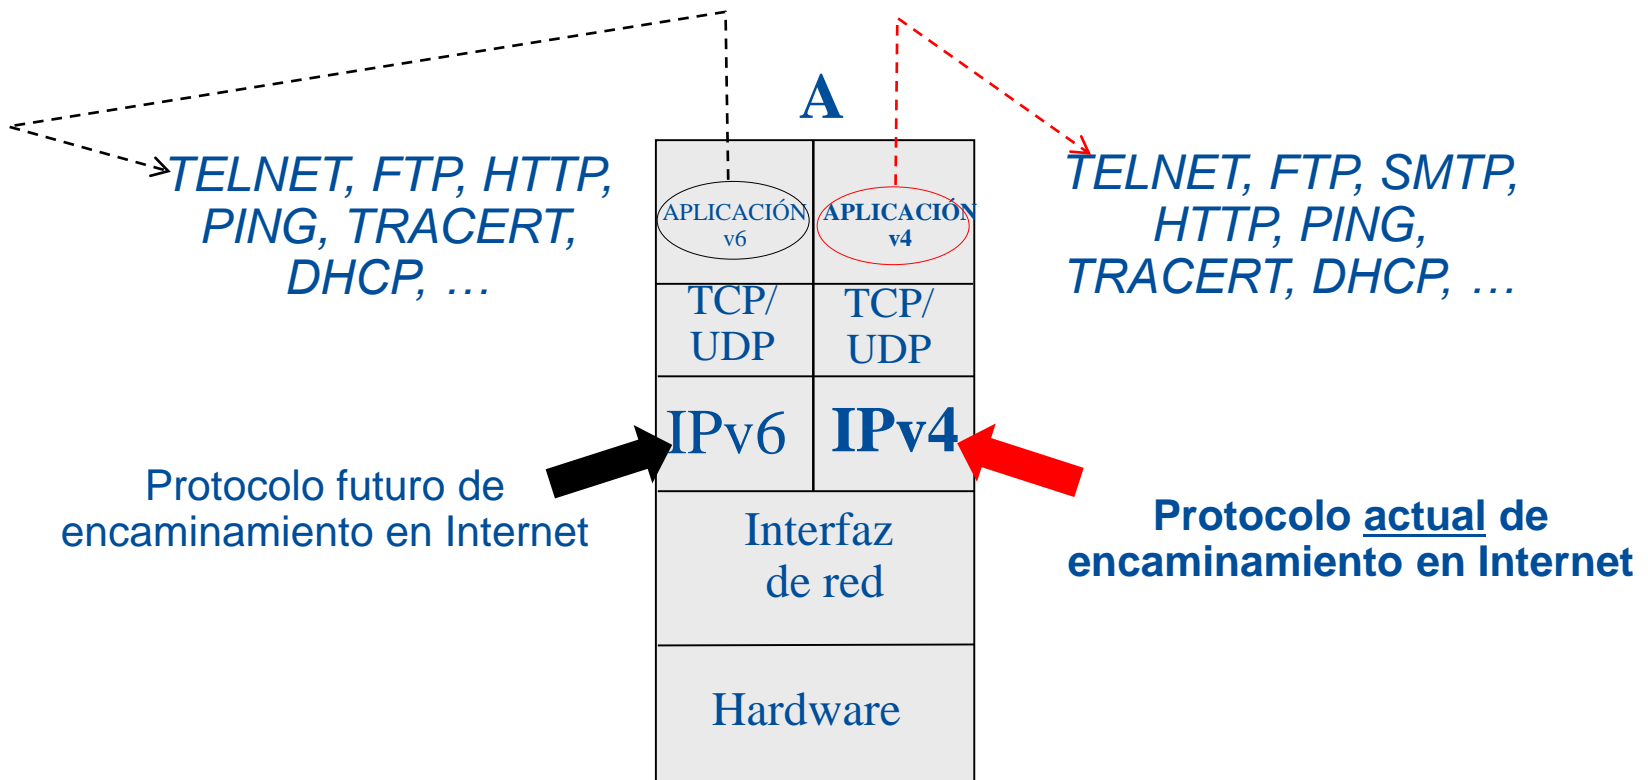 A
TELNET, FTP, HTTP,
PING, TRACERT,
DHCP, …
APLICACIÓN
v6
APLICACIÓN
v4
TELNET, FTP, SMTP,
HTTP, PING,
TRACERT, DHCP, …
TCP/
UDP
TCP/
UDP
IPv6
IPv4
Protocolo futuro de
encaminamiento en Internet
Protocolo actual de
encaminamiento en Internet
Interfaz
de red
Hardware